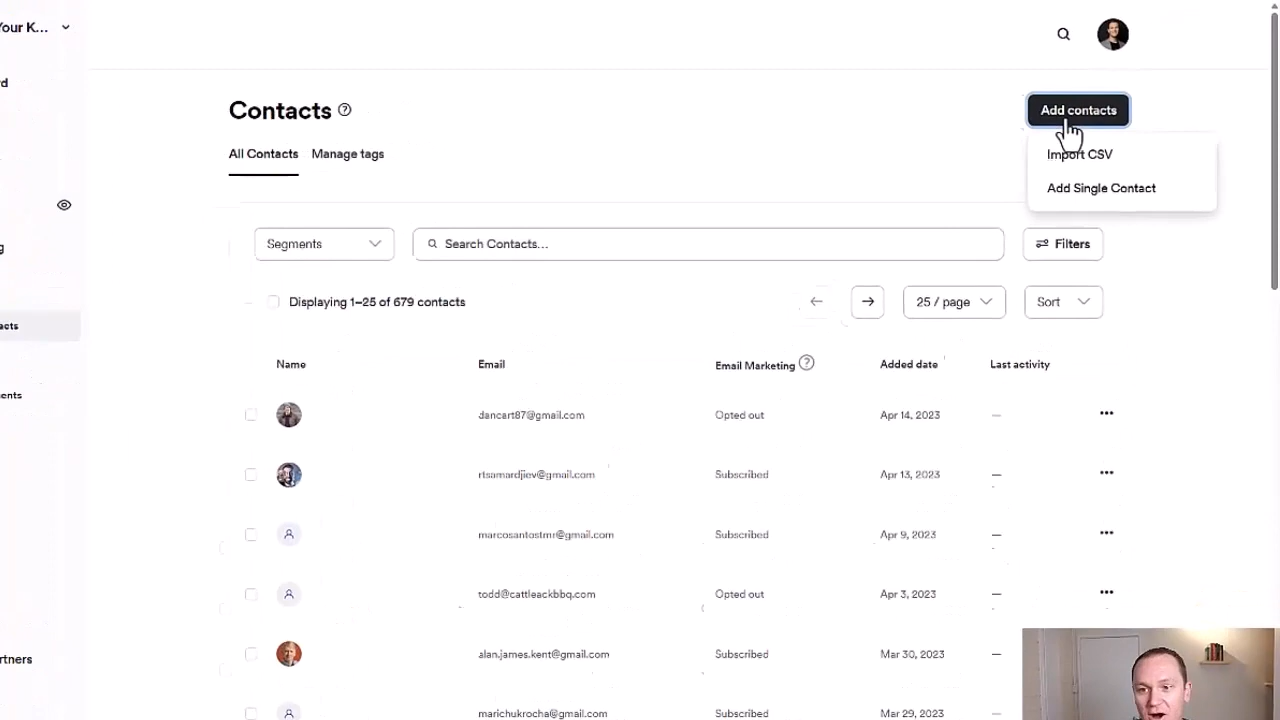 Your K...
rd
Contacts ?
Add contacts
All Contacts Manage tags
Import CSV
Add Single Contact
g
Segments Search Contacts... Filters
Displaying 1–25 of 679 contacts 25 / page Sort
acts
Name Email Email Marketing ? Added date Last activity
ents
dancart87@gmail.com Opted out Apr 14, 2023 — •••
rtsamardjiev@gmail.com Subscribed Apr 13, 2023 — •••
marcosantostmr@gmail.com Subscribed Apr 9, 2023 — •••
todd@cattleackbbq.com Opted out Apr 3, 2023 — •••
rtners
alan.james.kent@gmail.com Subscribed Mar 30, 2023 —
marichukrocha@gmail.com Subscribed Mar 29, 2023 —